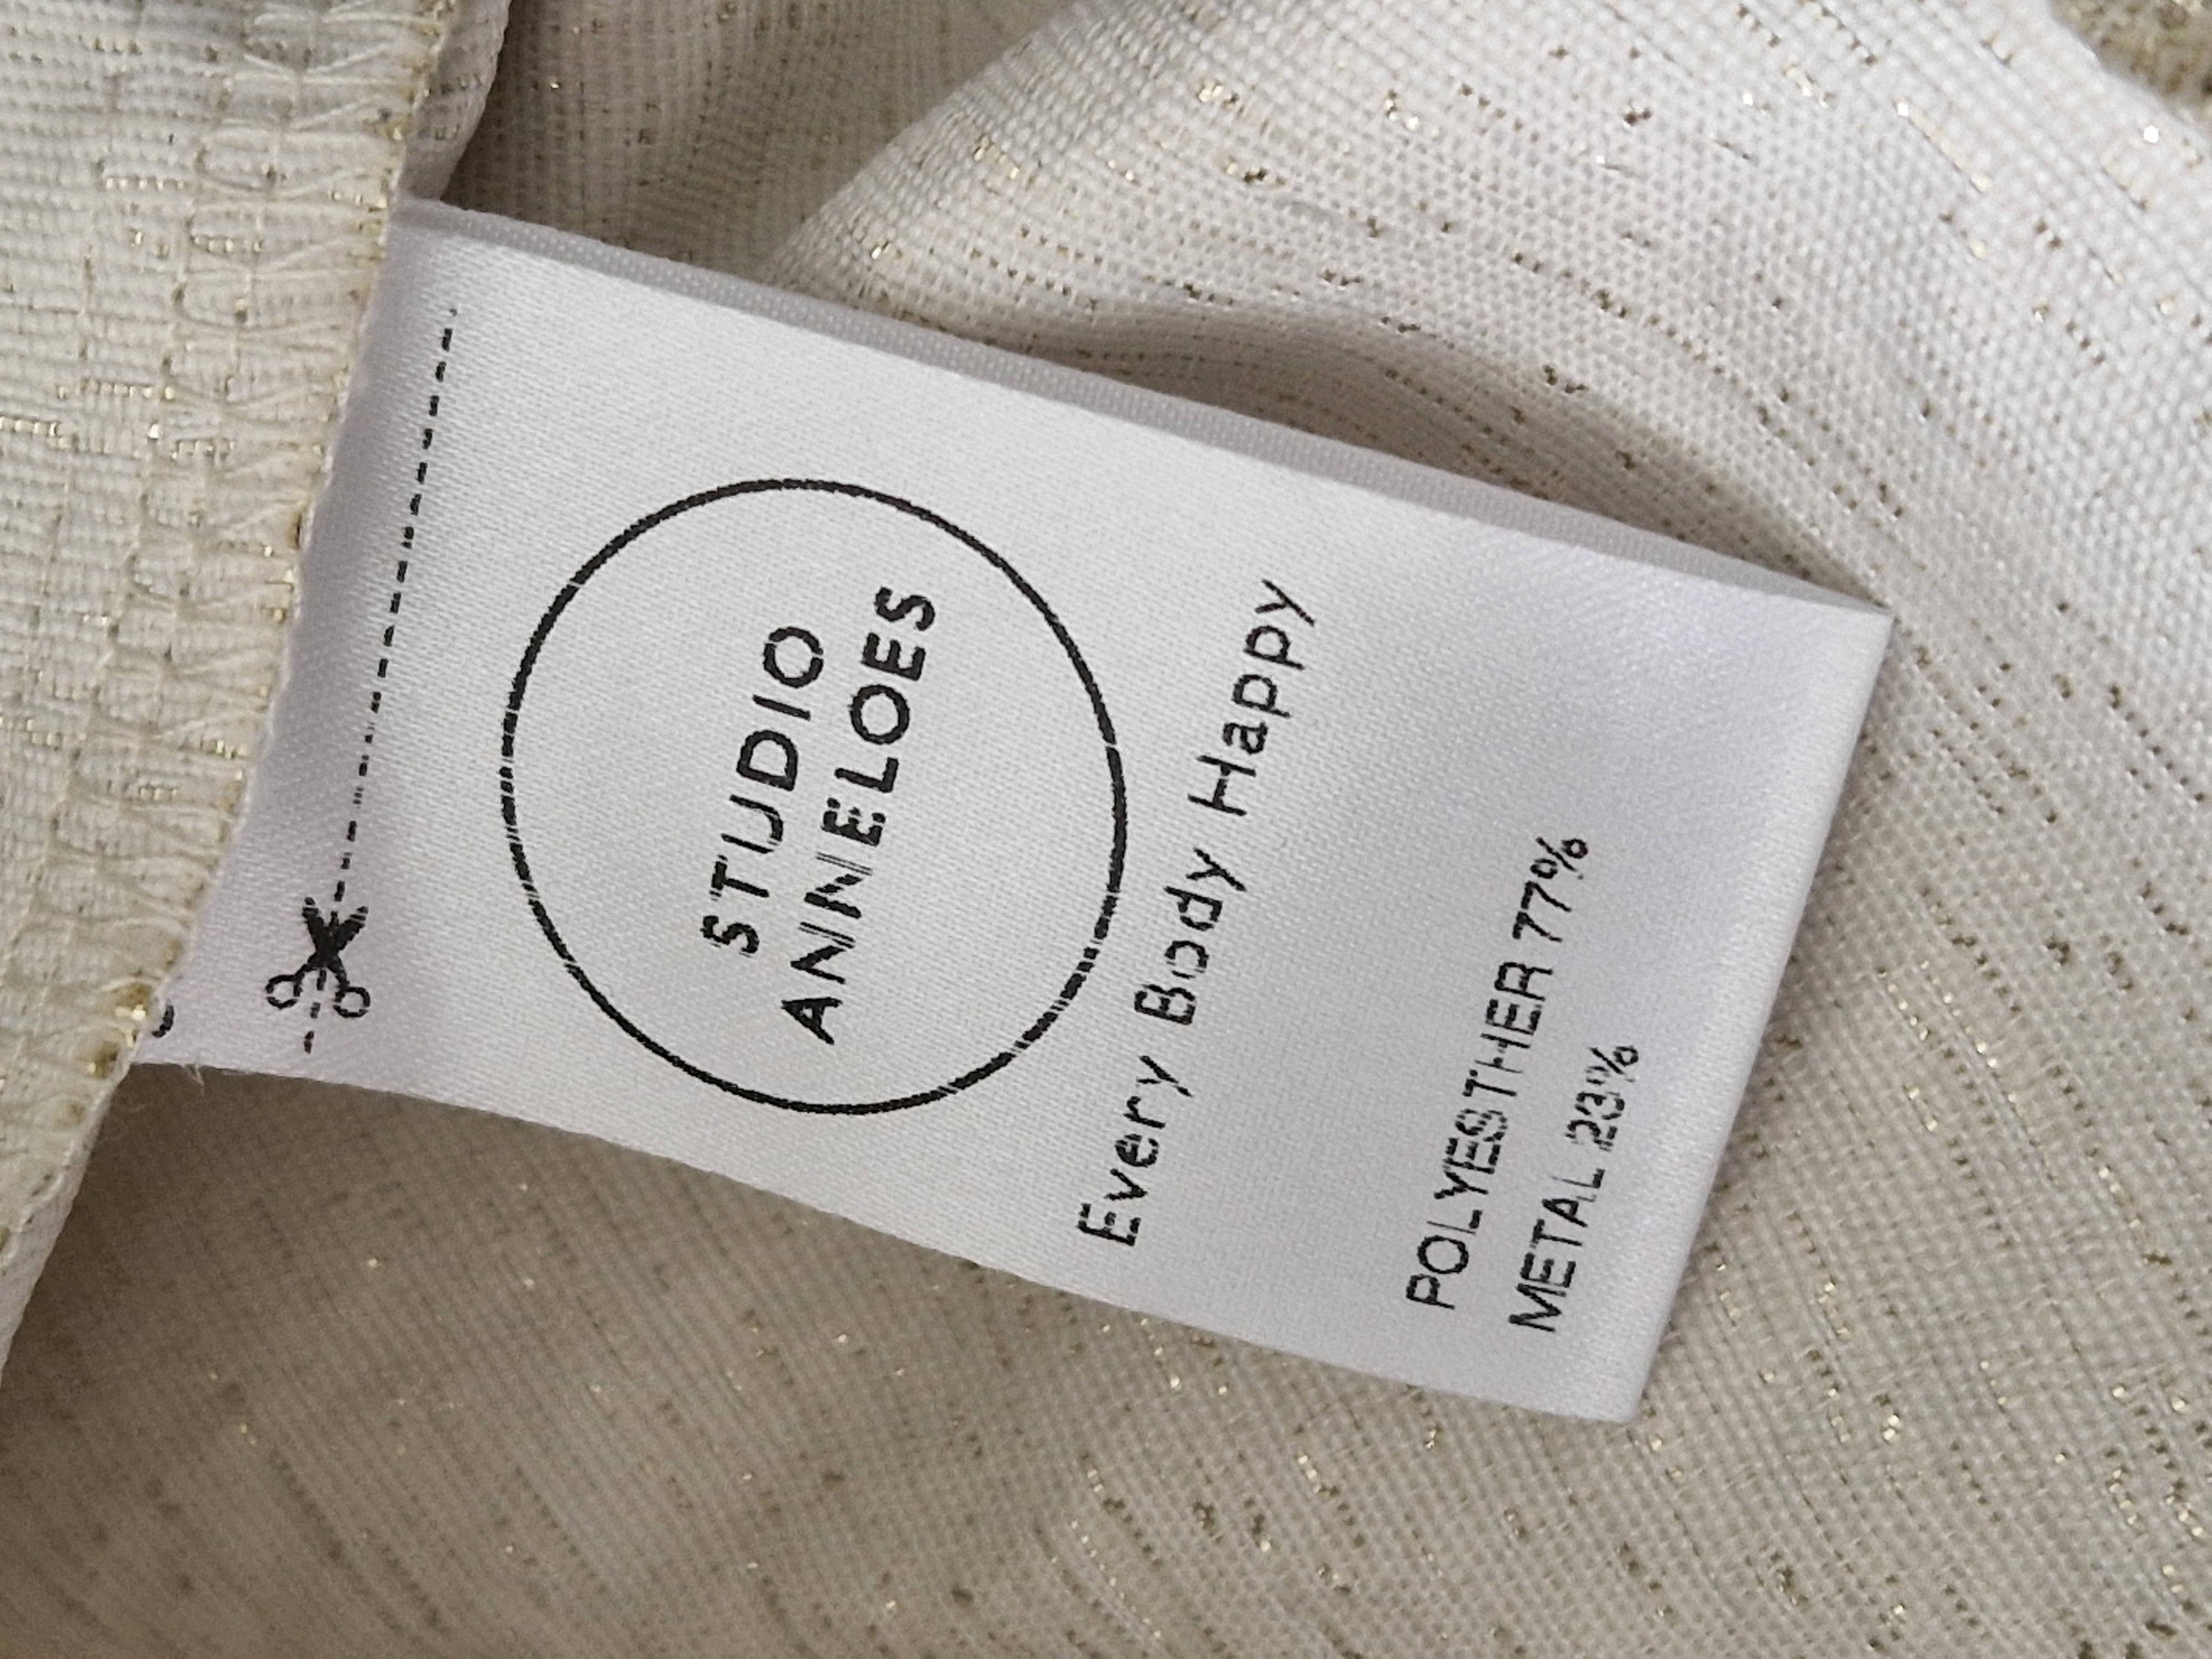 STUDIO
ANNELOES
Every Body Happy
POLYESTHER 77%
METAL 23%